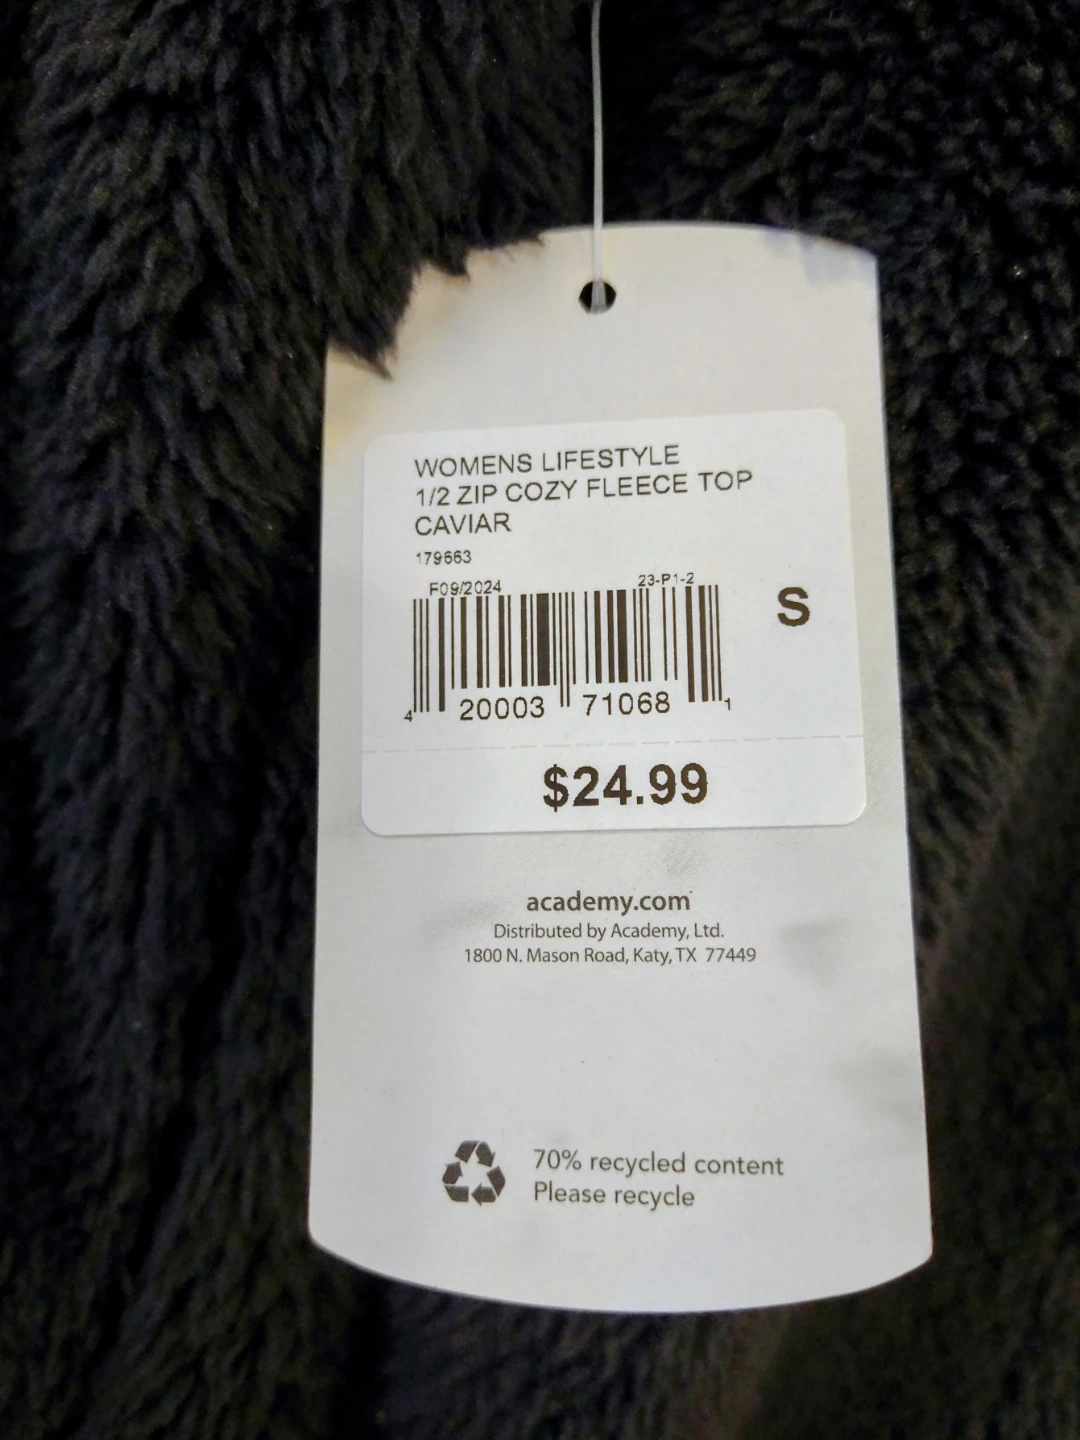 WOMENS LIFESTYLE
1/2 ZIP COZY FLEECE TOP
CAVIAR
179663
F09/2024 23-P1-2
S
4 20003 71068 1
$24.99
academy.com
Distributed by Academy, Ltd.
1800 N. Mason Road, Katy, TX 77449
70% recycled content
Please recycle